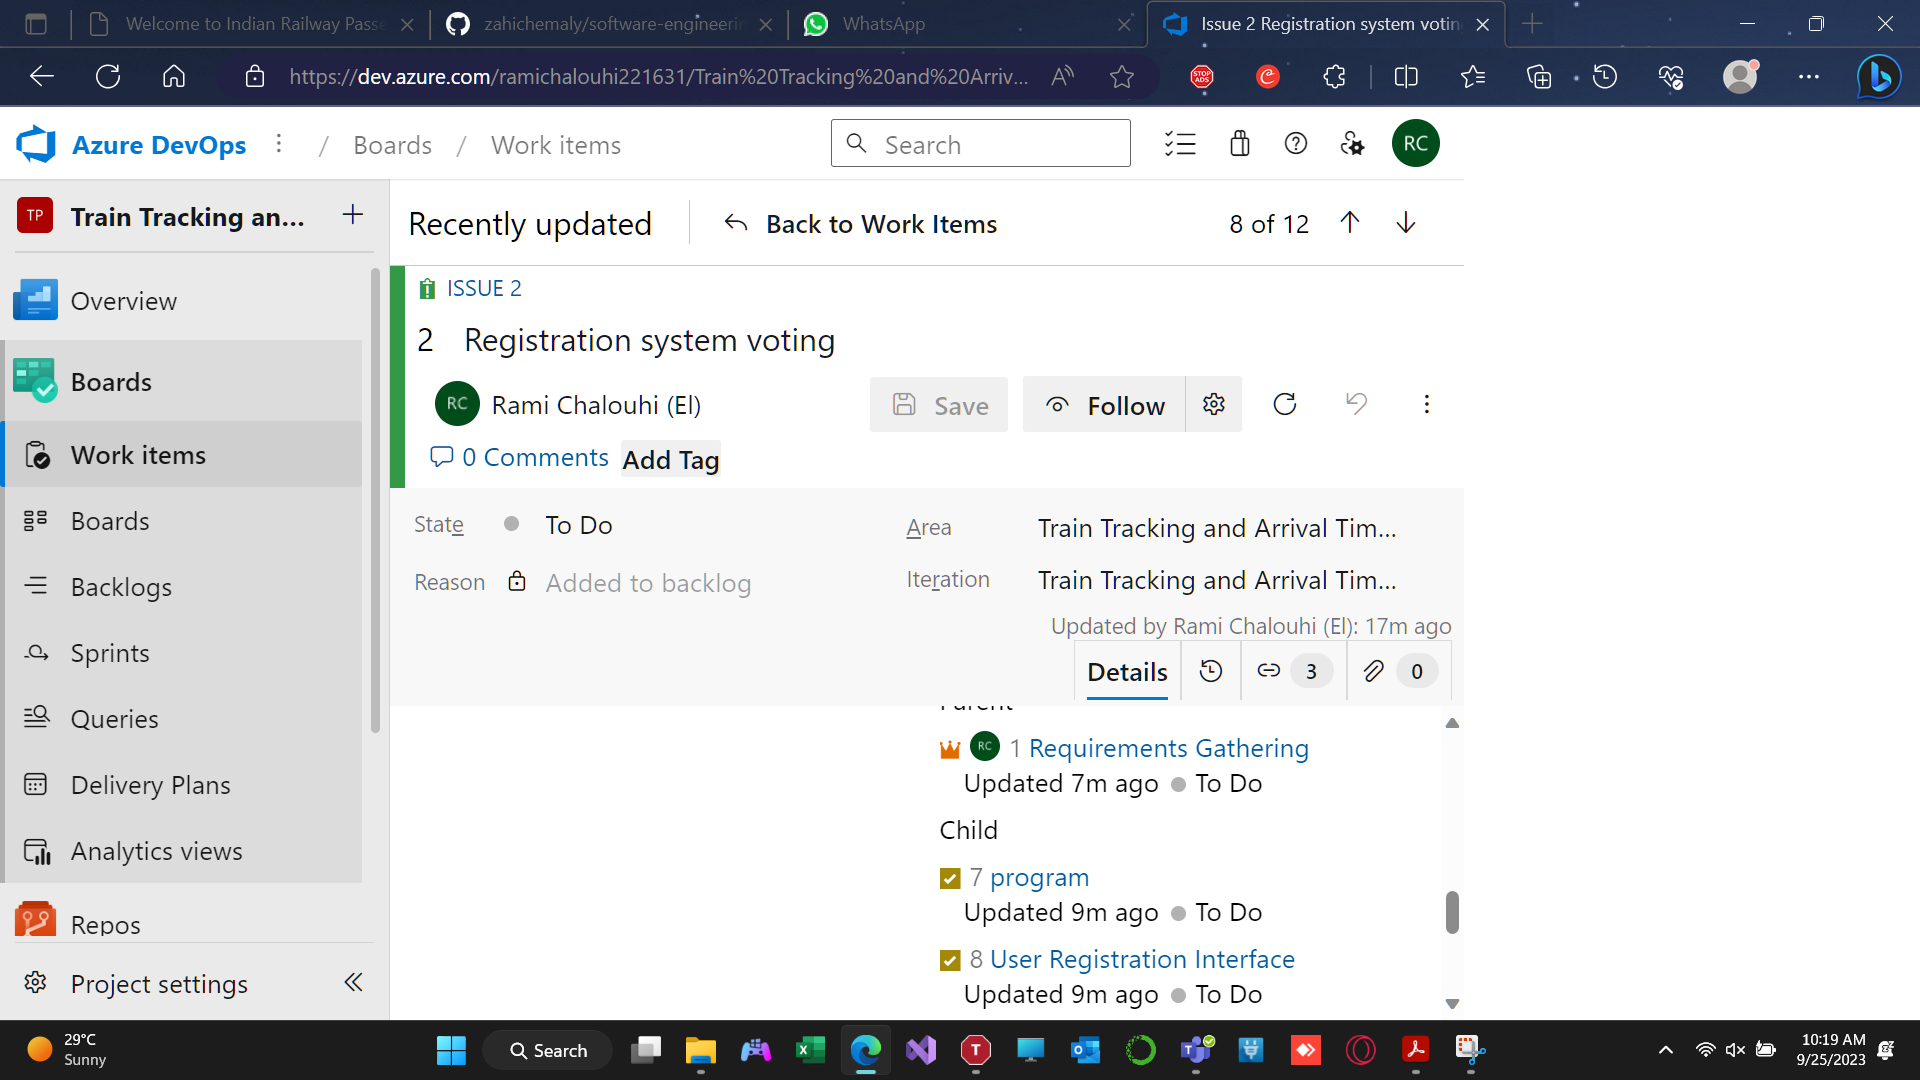 Welcome to Indian Railway Passe
zahichemaly/software-engineerin
WhatsApp
Issue 2 Registration system votin
https://dev.azure.com/ramichalouhi221631/Train%20Tracking%20and%20Arriv...
Azure DevOps / Boards / Work items
Search
RC
TP Train Tracking an...
Recently updated
Back to Work Items
8 of 12
Overview
Boards
Work items
Boards
Backlogs
Sprints
Queries
Delivery Plans
Analytics views
Repos
Project settings
ISSUE 2
2 Registration system voting
RC Rami Chalouhi (El)
Save
Follow
0 Comments
Add Tag
State To Do
Area Train Tracking and Arrival Tim...
Reason Added to backlog
Iteration Train Tracking and Arrival Tim...
Updated by Rami Chalouhi (El): 17m ago
Details
3
0
Parent
RC 1 Requirements Gathering
Updated 7m ago To Do
Child
7 program
Updated 9m ago To Do
8 User Registration Interface
Updated 9m ago To Do
29°C
Sunny
Search
10:19 AM
9/25/2023